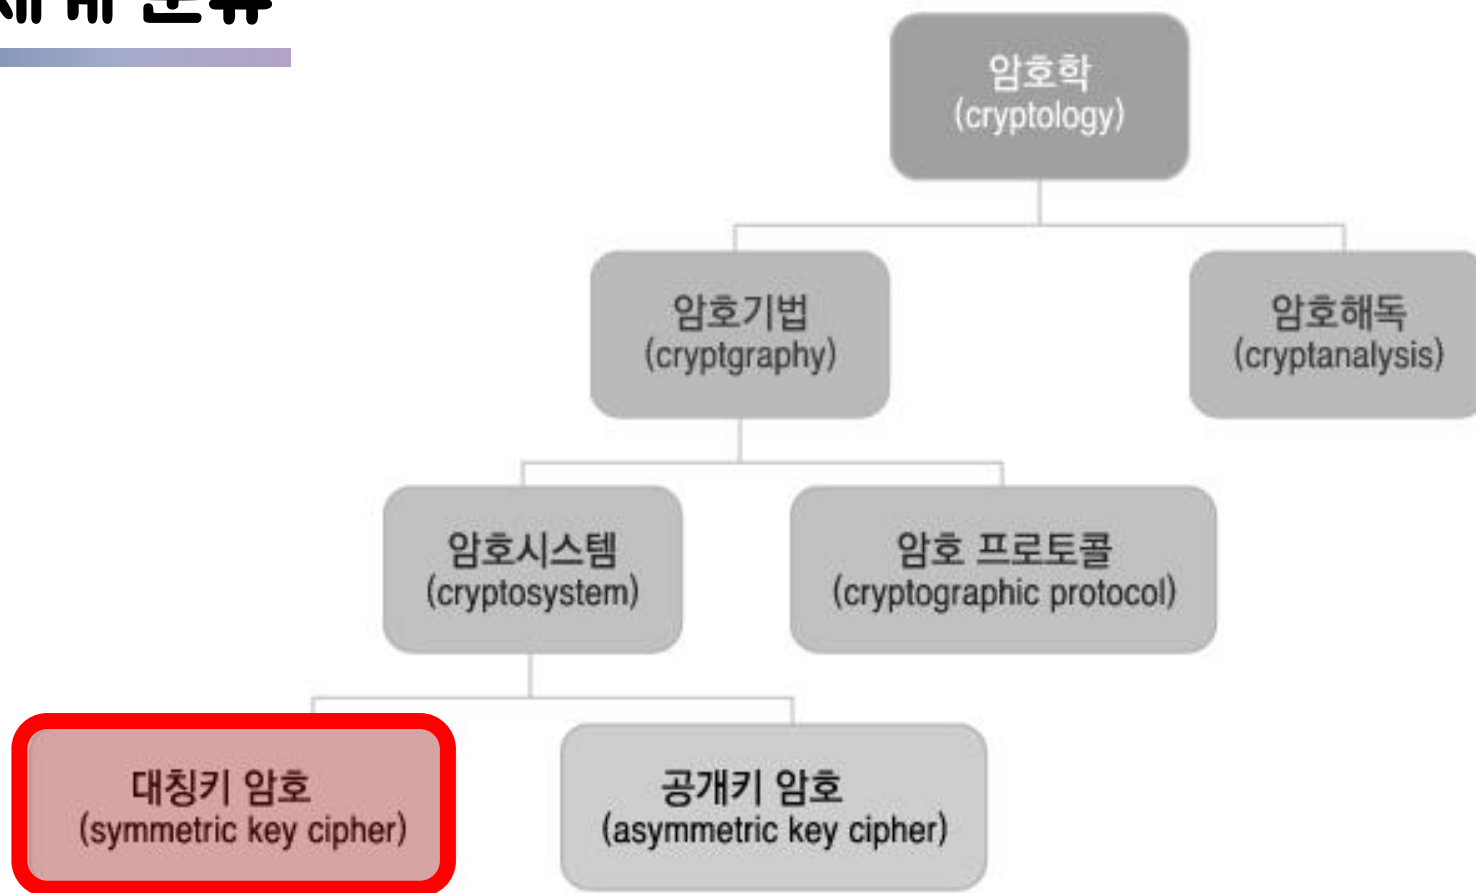 분류
암호학
(cryptology)
암호기법
(cryptgraphy)
암호해독
(cryptanalysis)
암호시스템
(cryptosystem)
암호 프로토콜
(cryptographic protocol)
대칭키 암호
(symmetric key cipher)
공개키 암호
(asymmetric key cipher)